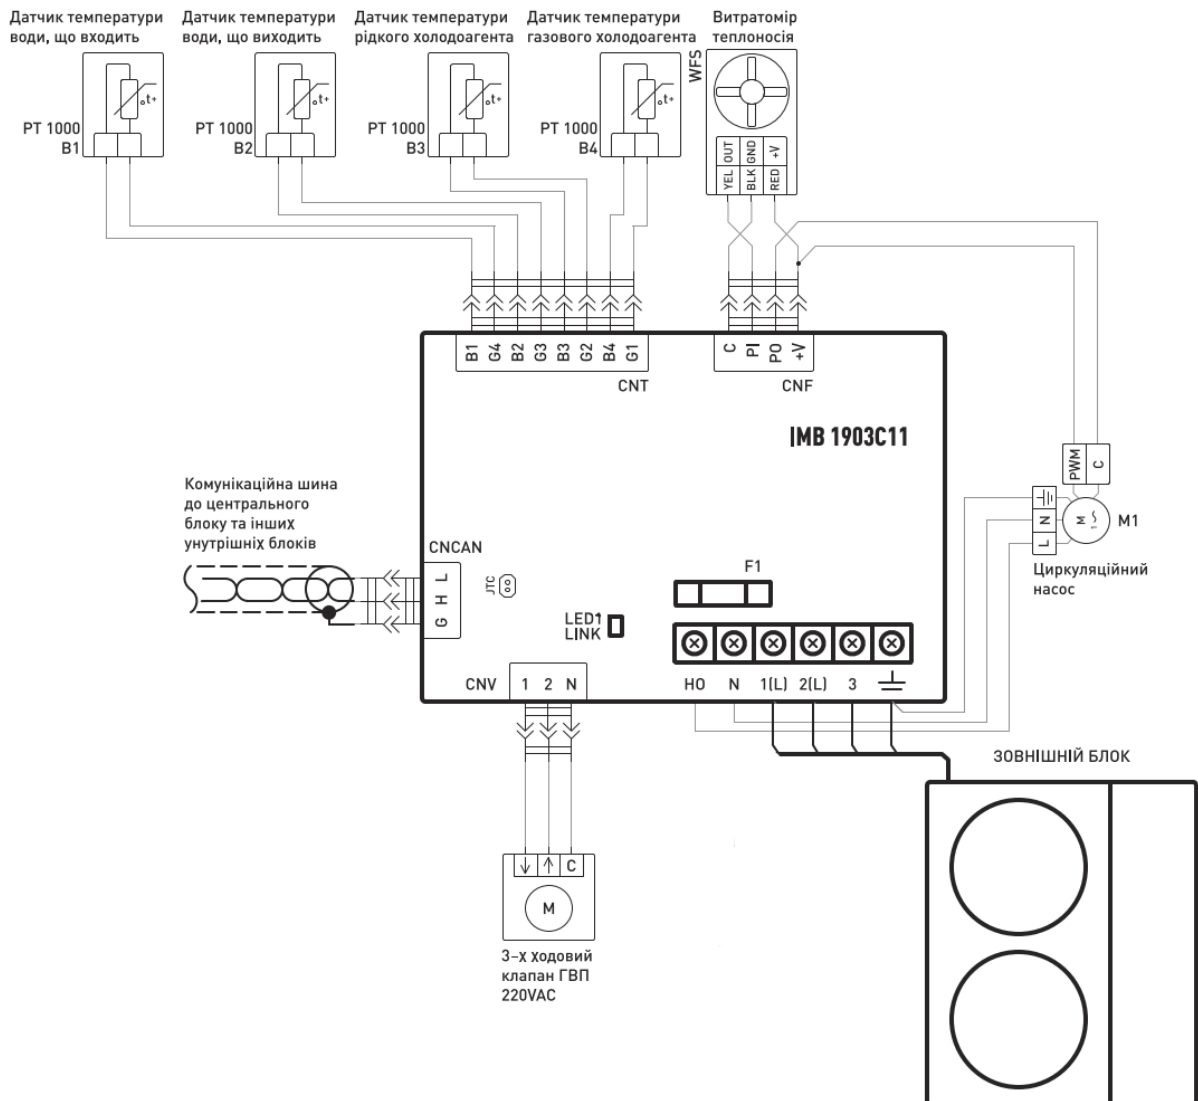 Датчик температури
води, що входить
Датчик температури
води, що виходить
Датчик температури
рідкого холодоагента
Датчик температури
газового холодоагента
Витратомір
теплоносія
WFS
°t+
°t+
°t+
°t+
PT 1000
B1
PT 1000
B2
PT 1000
B3
PT 1000
B4
OUT
GND
+V
YEL
BLK
RED
B1
G4
B2
G3
B3
G2
B4
G1
CNT
C
PI
PO
+V
CNF
IMB 1903C11
PWM
C
N
L
M
1
M1
Циркуляційний
насос
Комунікаційна шина
до центрального
блоку та інших
унутрішніх блоків
CNCAN
L
H
G
JTC
LED1
LINK
F1
CNV
1 2 N
HO N 1(L) 2(L) 3
C
M
3-х ходовий
клапан ГВП
220VAC
ЗОВНІШНІЙ БЛОК